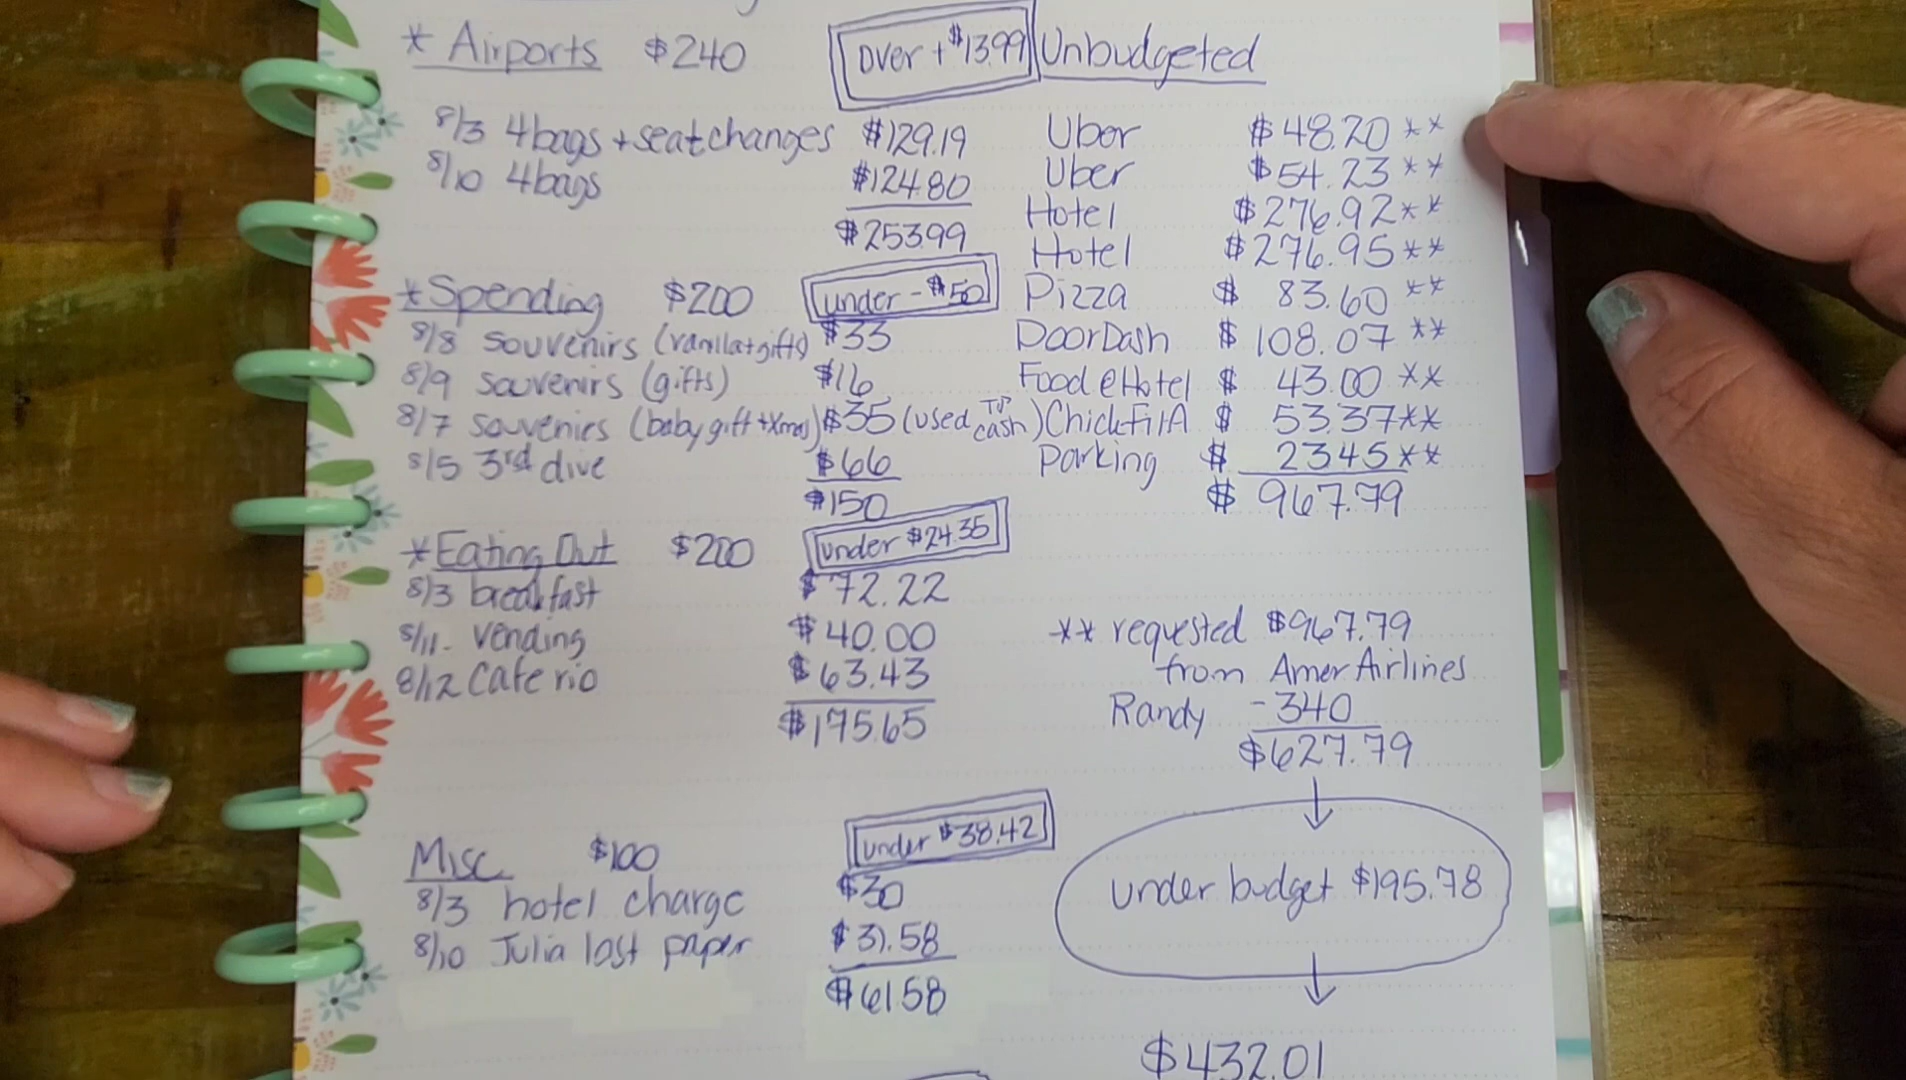 * Airports $240 over + $13.99
8/3 4 bags + seat changes $129.19
8/10 4 bags $124.80
$253.99
* Spending $200 under - $50
8/8 souvenirs (vanilla + gifts) $33
8/9 souvenirs (gifts) $16
8/7 souvenies (baby gift + Xmas) $35 (used TJ cash)
8/5 3rd dive $66
$150
* Eating Out $200 under $24.35
8/3 breakfast $72.22
8/11- vending $40.00
8/12 Cafe rio $63.43
$175.65
Misc $100 under $38.42
8/3 hotel charge $30
8/10 Julia lost paper $31.58
$61.58
Unbudgeted
Uber $48.20 **
Uber $54.23 **
Hotel $276.92 **
Hotel $276.95 **
Pizza $ 83.60 **
DoorDash $ 108.07 **
Food @ Hotel $ 43.00 **
ChickFilA $ 53.37 **
parking $ 23.45 **
$ 967.79
** requested $967.79
from Amer Airlines
Randy - 340
$627.79
under budget $195.78
$432.01